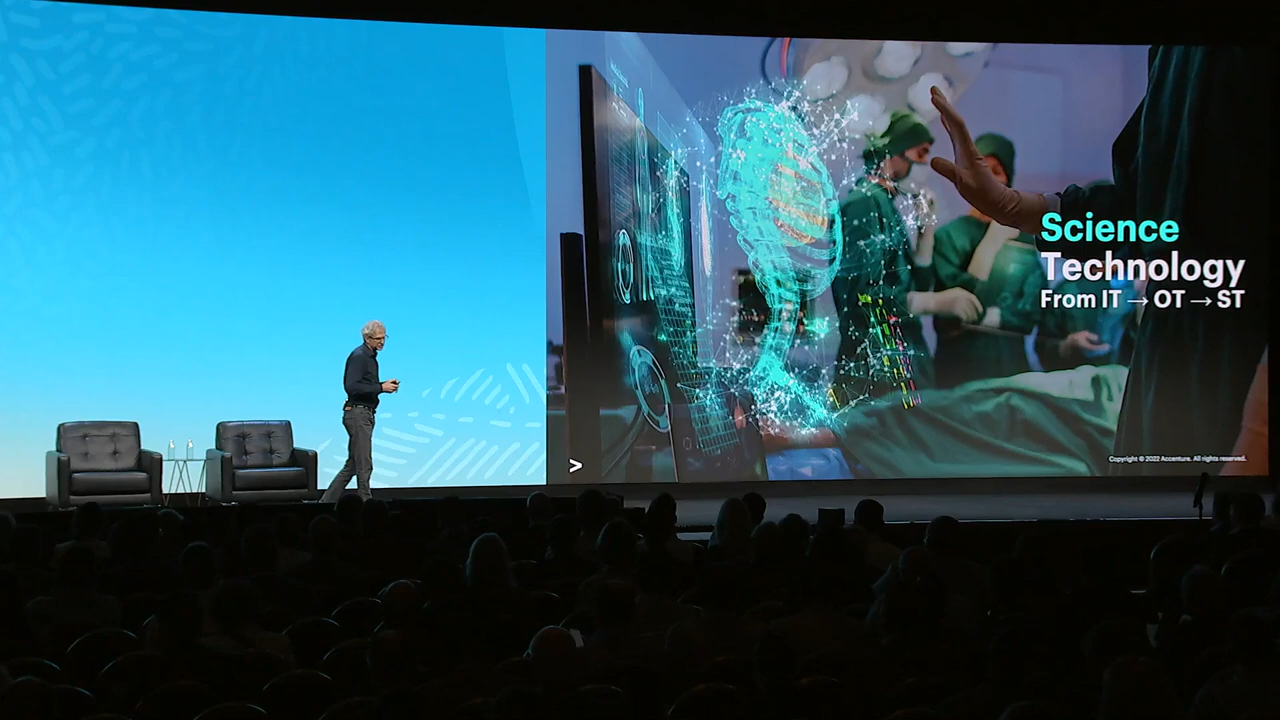 Science
Technology
From IT → OT → ST
>
Copyright © 2022 Accenture. All rights reserved.